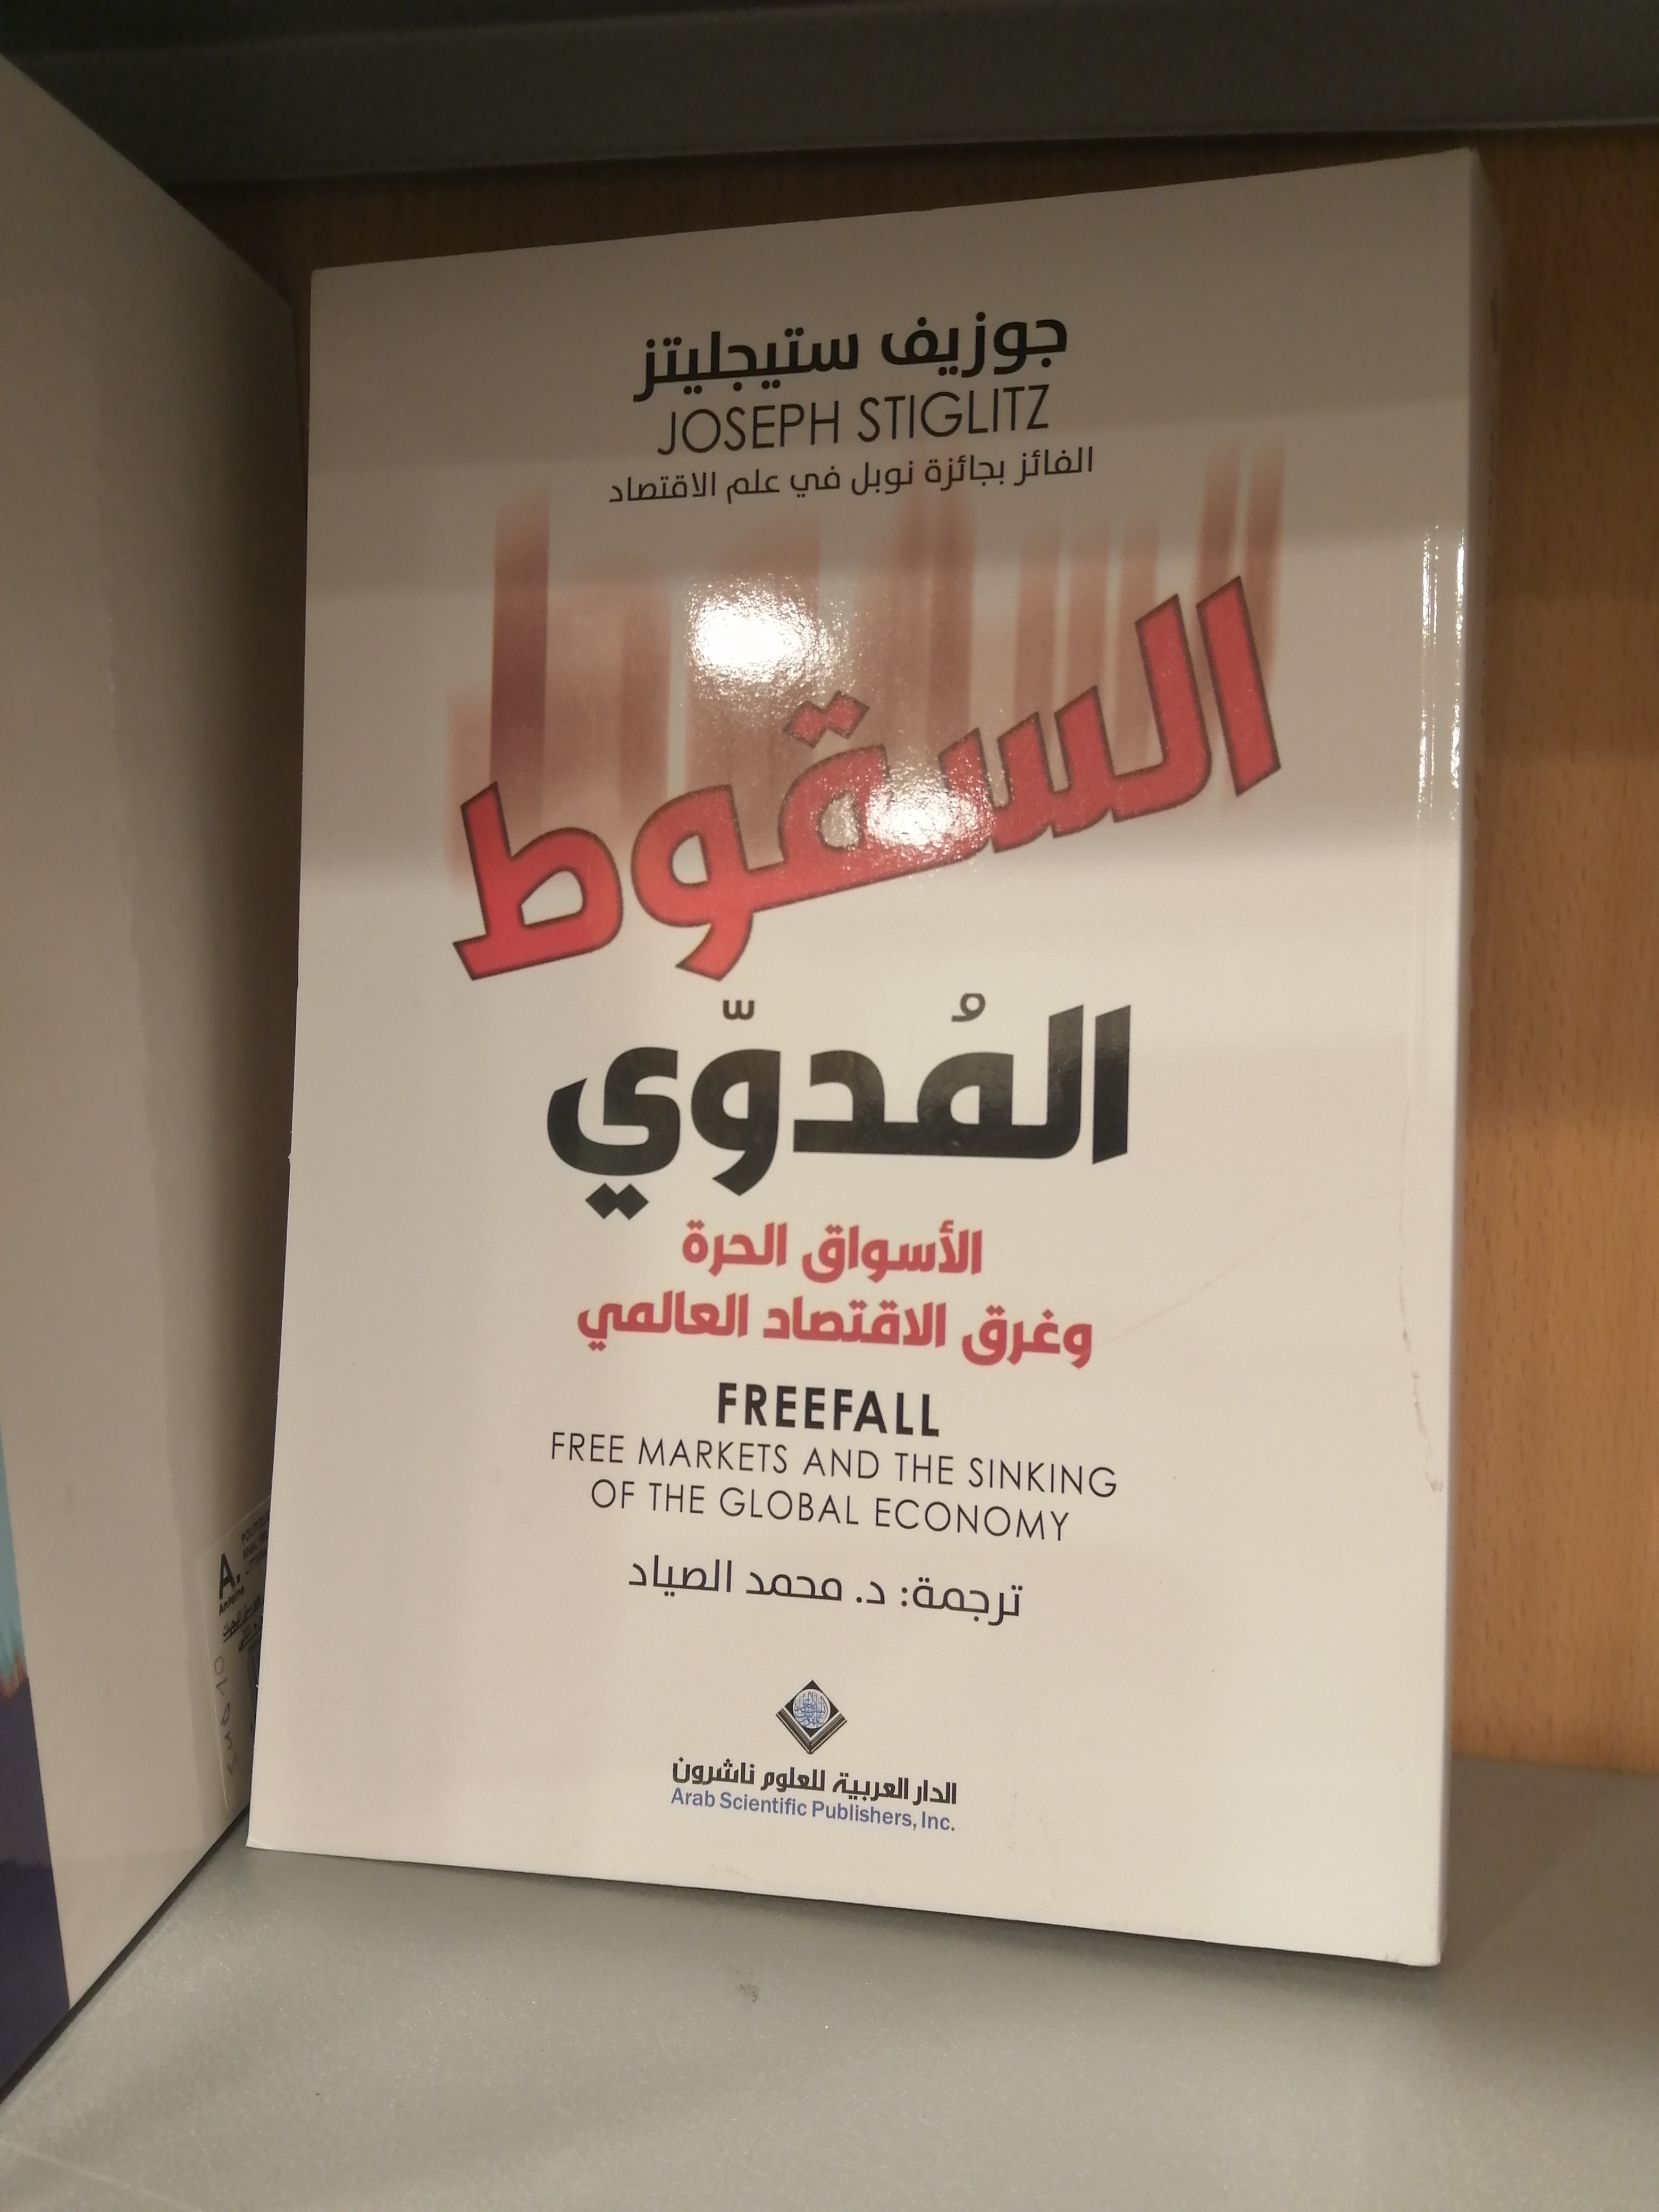 جوزيف ستيجليتز
JOSEPH STIGLITZ
الفائز بجائزة نوبل في علم الاقتصاد
السقوط
المُدوّي
الأسواق الحرة
وغرق الاقتصاد العالمي
FREEFALL
FREE MARKETS AND THE SINKING
OF THE GLOBAL ECONOMY
ترجمة: د. محمد الصياد
الدار العربية للعلوم ناشرون
Arab Scientific Publishers, Inc.
A.
Antoine